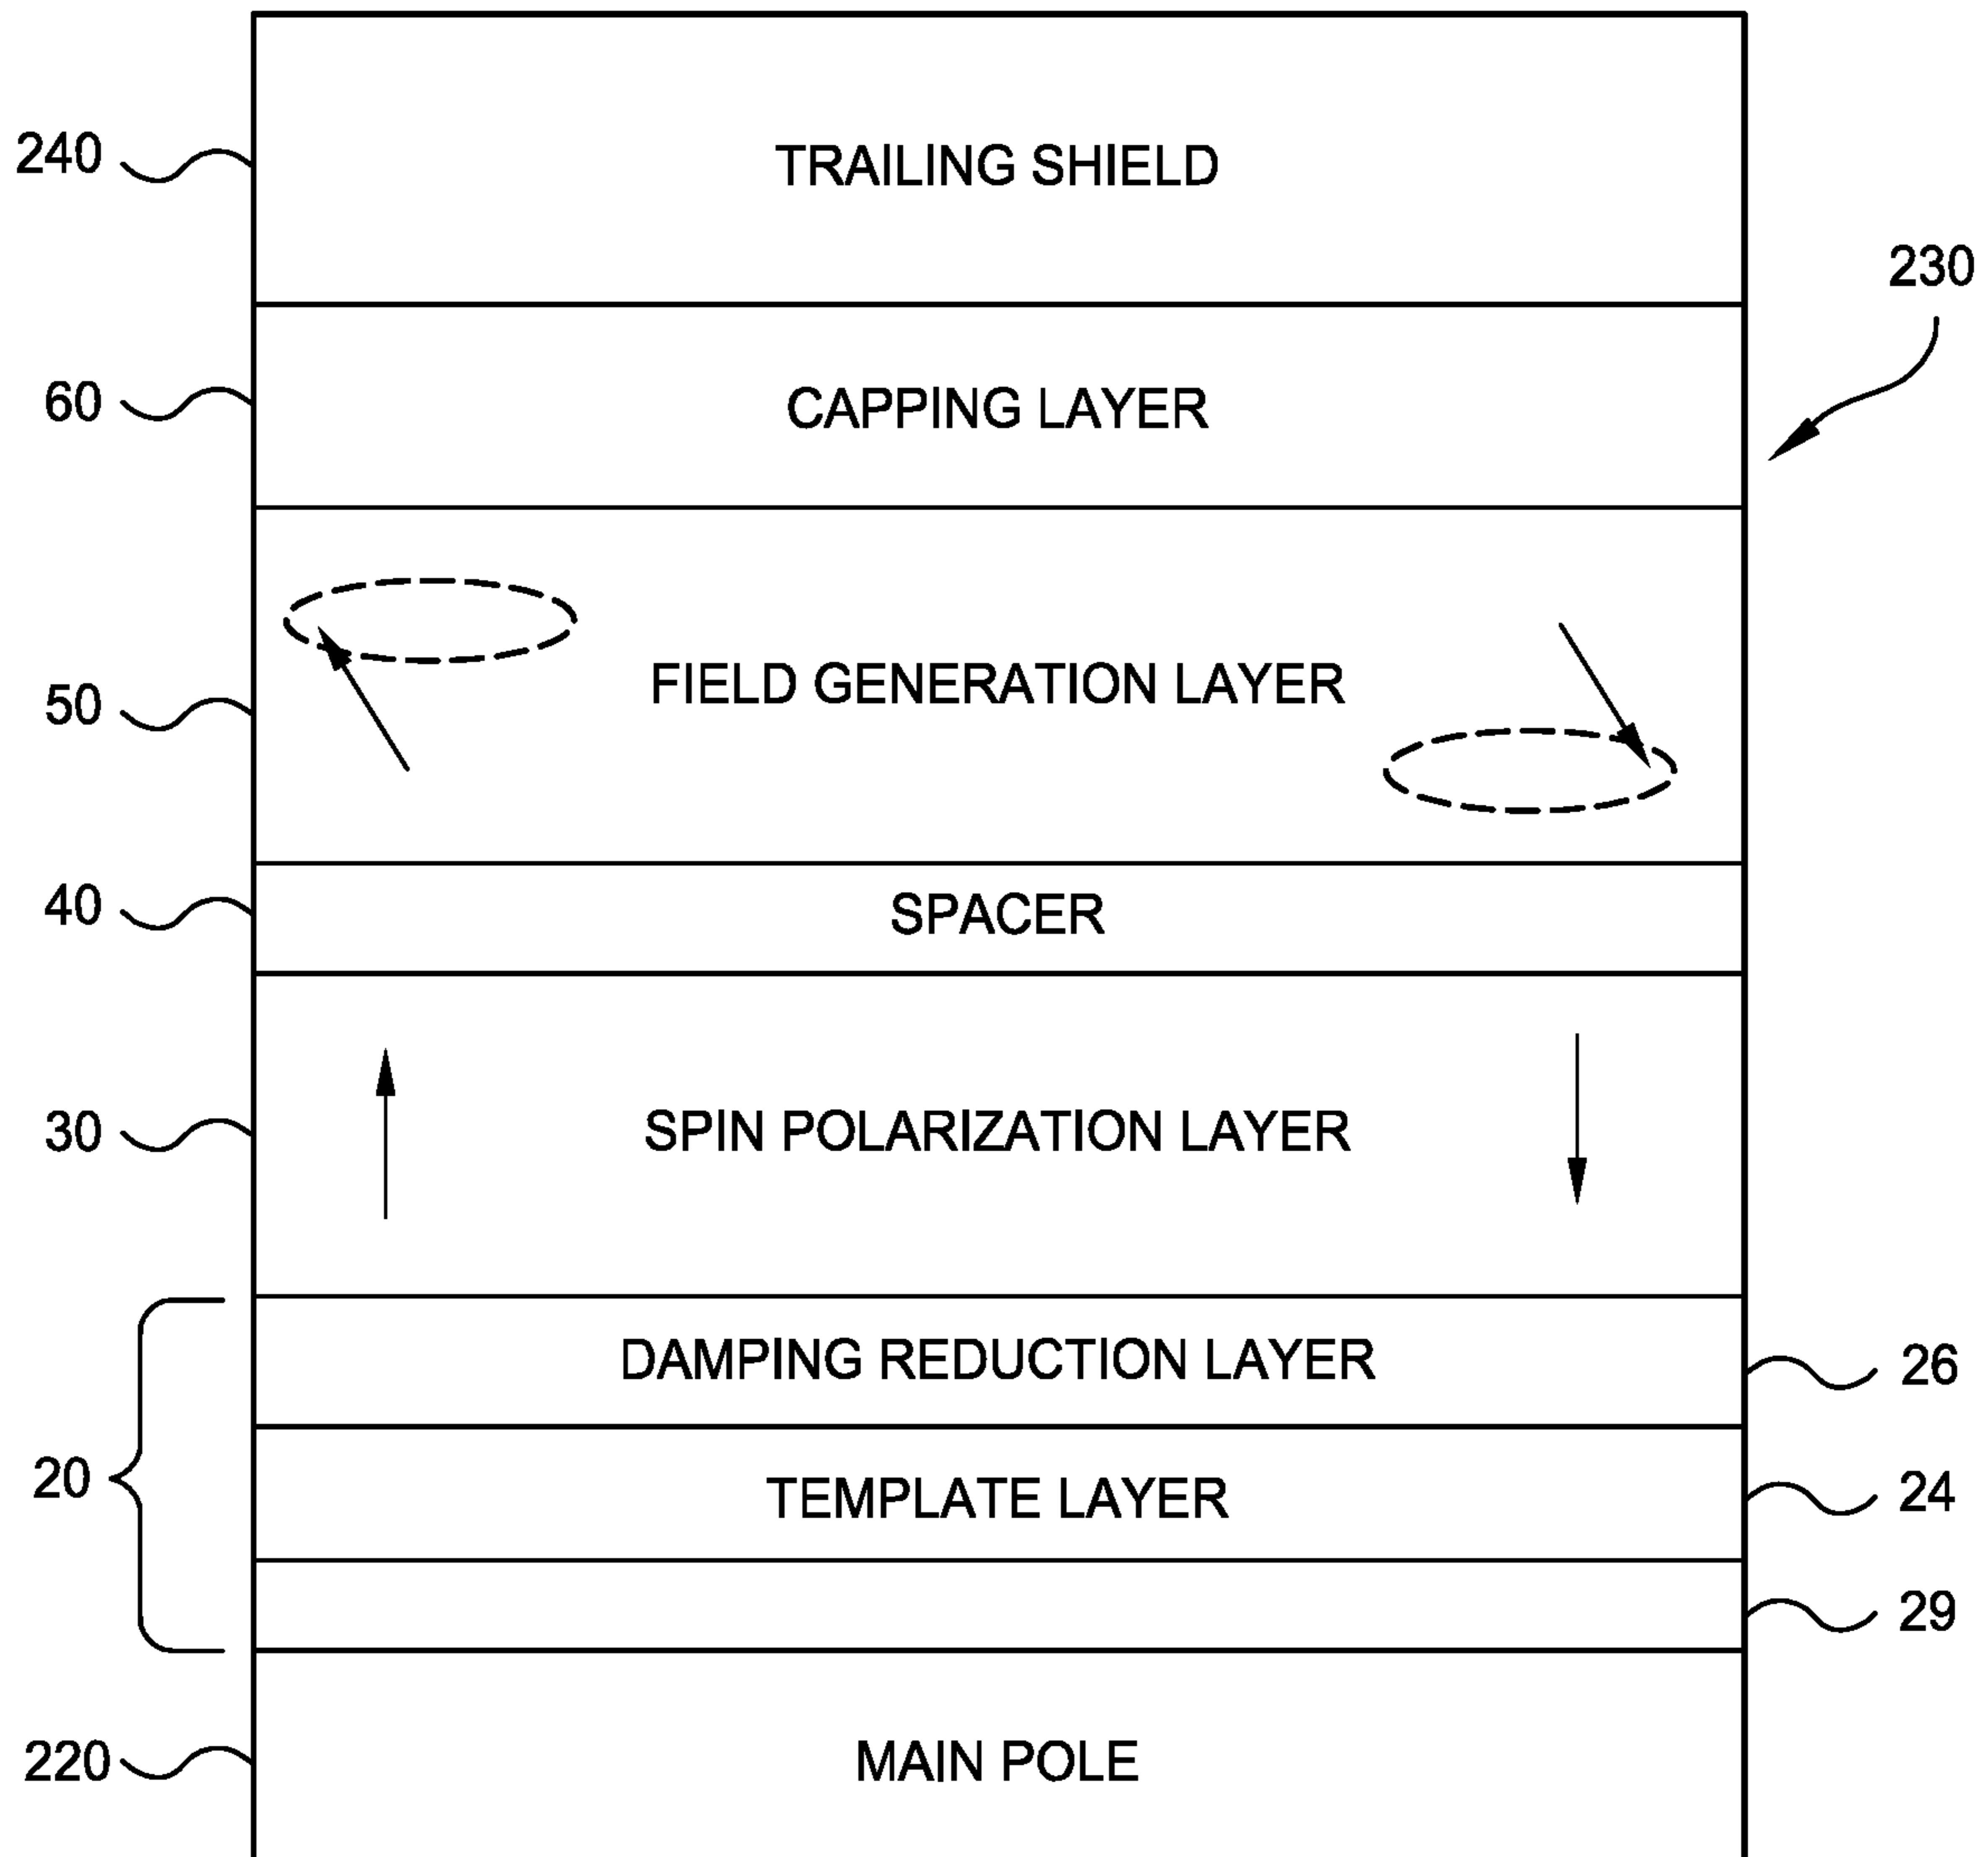 240
TRAILING SHIELD
230
60
CAPPING LAYER
50
FIELD GENERATION LAYER
40
SPACER
30
SPIN POLARIZATION LAYER
DAMPING REDUCTION LAYER
26
20
TEMPLATE LAYER
24
29
220
MAIN POLE